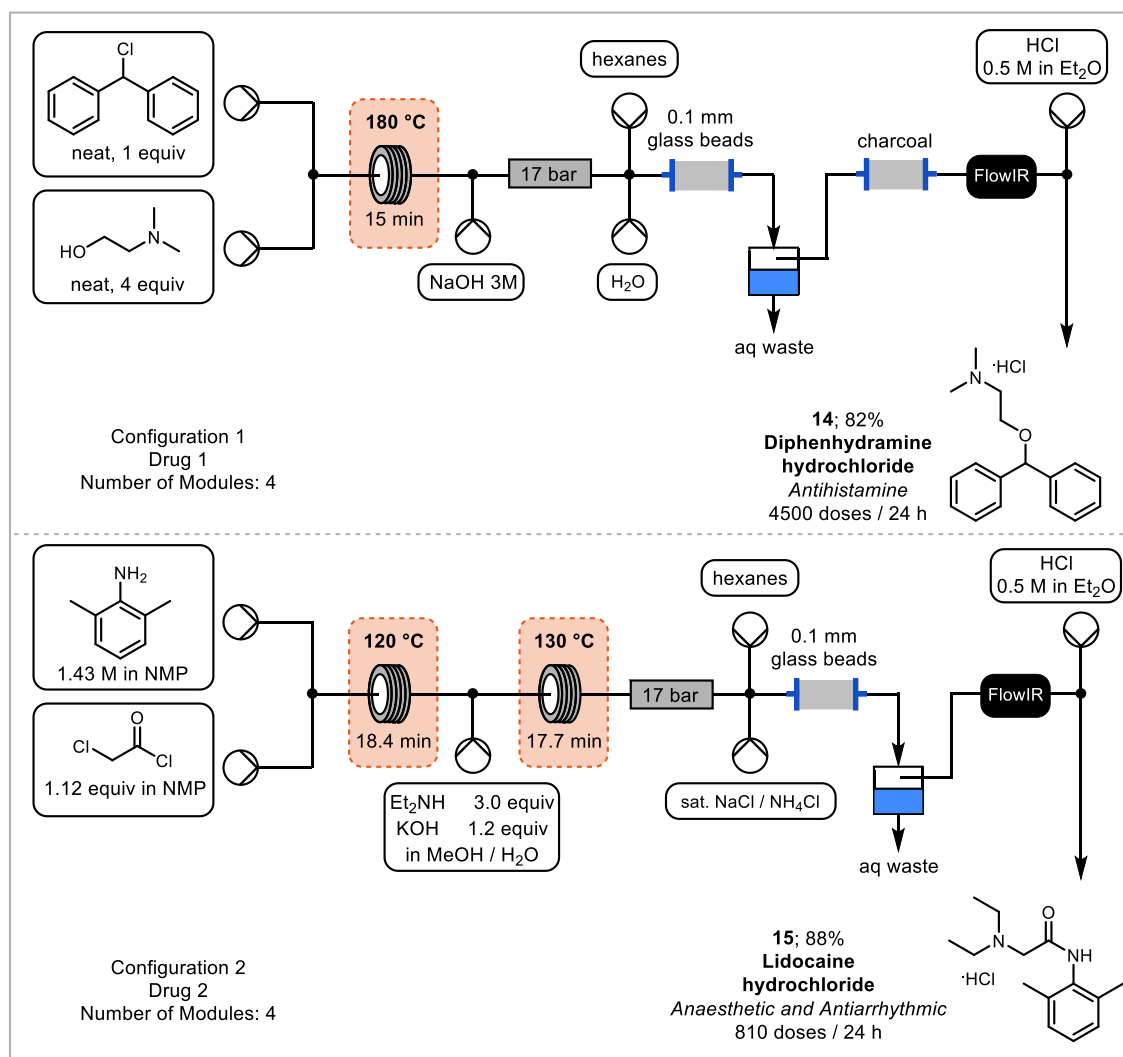 Cl
neat, 1 equiv
HO
N
neat, 4 equiv
180 °C
15 min
NaOH 3M
17 bar
hexanes
H₂O
0.1 mm
glass beads
aq waste
charcoal
FlowIR
HCl
0.5 M in Et₂O
N
·HCl
O
14; 82%
Diphenhydramine
hydrochloride
Antihistamine
4500 doses / 24 h
Configuration 1
Drug 1
Number of Modules: 4
NH₂
1.43 M in NMP
O
Cl
Cl
1.12 equiv in NMP
120 °C
18.4 min
Et₂NH 3.0 equiv
KOH 1.2 equiv
in MeOH / H₂O
130 °C
17.7 min
17 bar
hexanes
sat. NaCl / NH₄Cl
0.1 mm
glass beads
aq waste
FlowIR
HCl
0.5 M in Et₂O
O
N
NH
·HCl
15; 88%
Lidocaine
hydrochloride
Anaesthetic and Antiarrhythmic
810 doses / 24 h
Configuration 2
Drug 2
Number of Modules: 4